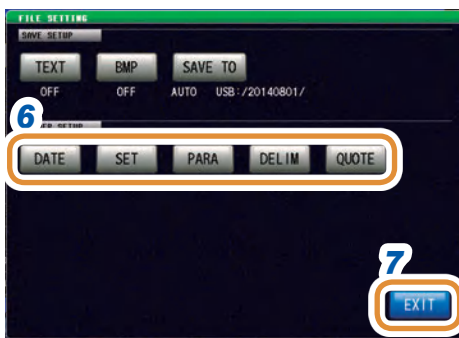 FILE SETTING
SAVE SETUP
TEXT BMP SAVE TO
OFF OFF AUTO USB:/20140801/
6
SETUP
DATE SET PARA DELIM QUOTE
7
EXIT